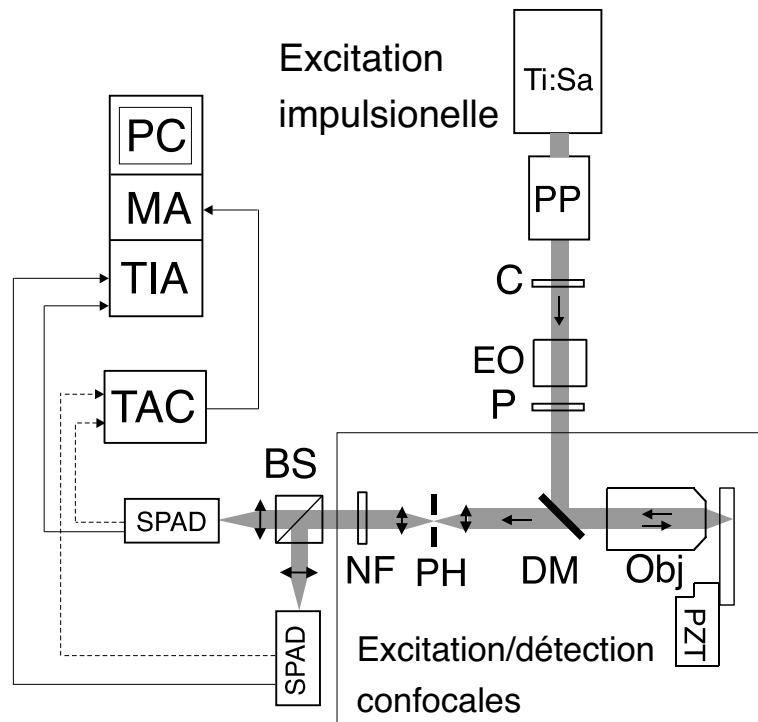 Excitation
impulsionelle
Ti:Sa
PC
MA
TIA
PP
C
EO
P
TAC
BS
SPAD
NF
PH
DM
Obj
PZT
SPAD
Excitation/détection
confocales